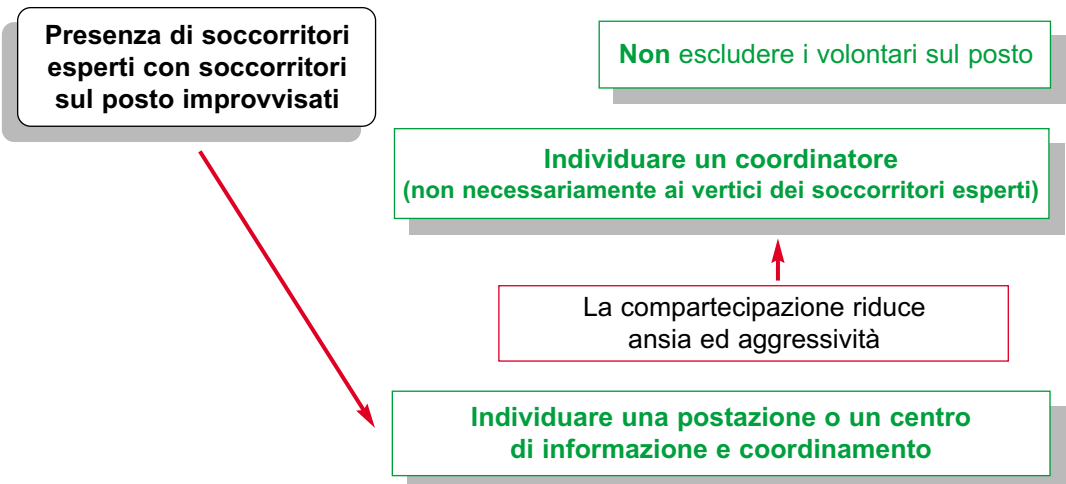 Presenza di soccorritori
esperti con soccorritori
sul posto improvvisati
Non escludere i volontari sul posto
Individuare un coordinatore
(non necessariamente ai vertici dei soccorritori esperti)
La compartecipazione riduce
ansia ed aggressività
Individuare una postazione o un centro
di informazione e coordinamento